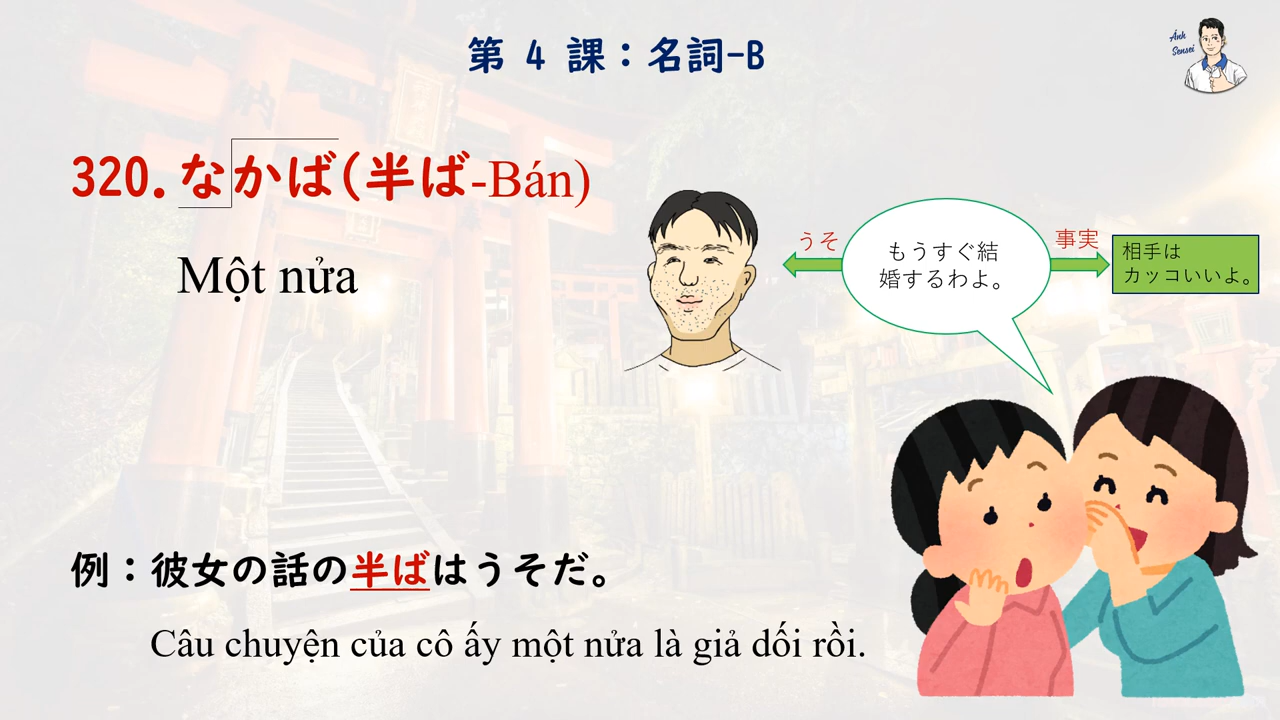 第 4 課：名詞-B
Anh
Sensei
320. なかば(半ば-Bán)
Một nửa
うそ
もうすぐ結
婚するわよ。
事実
相手は
カッコいいよ。
例：彼女の話の半ばはうそだ。
Câu chuyện của cô ấy một nửa là giả dối rồi.